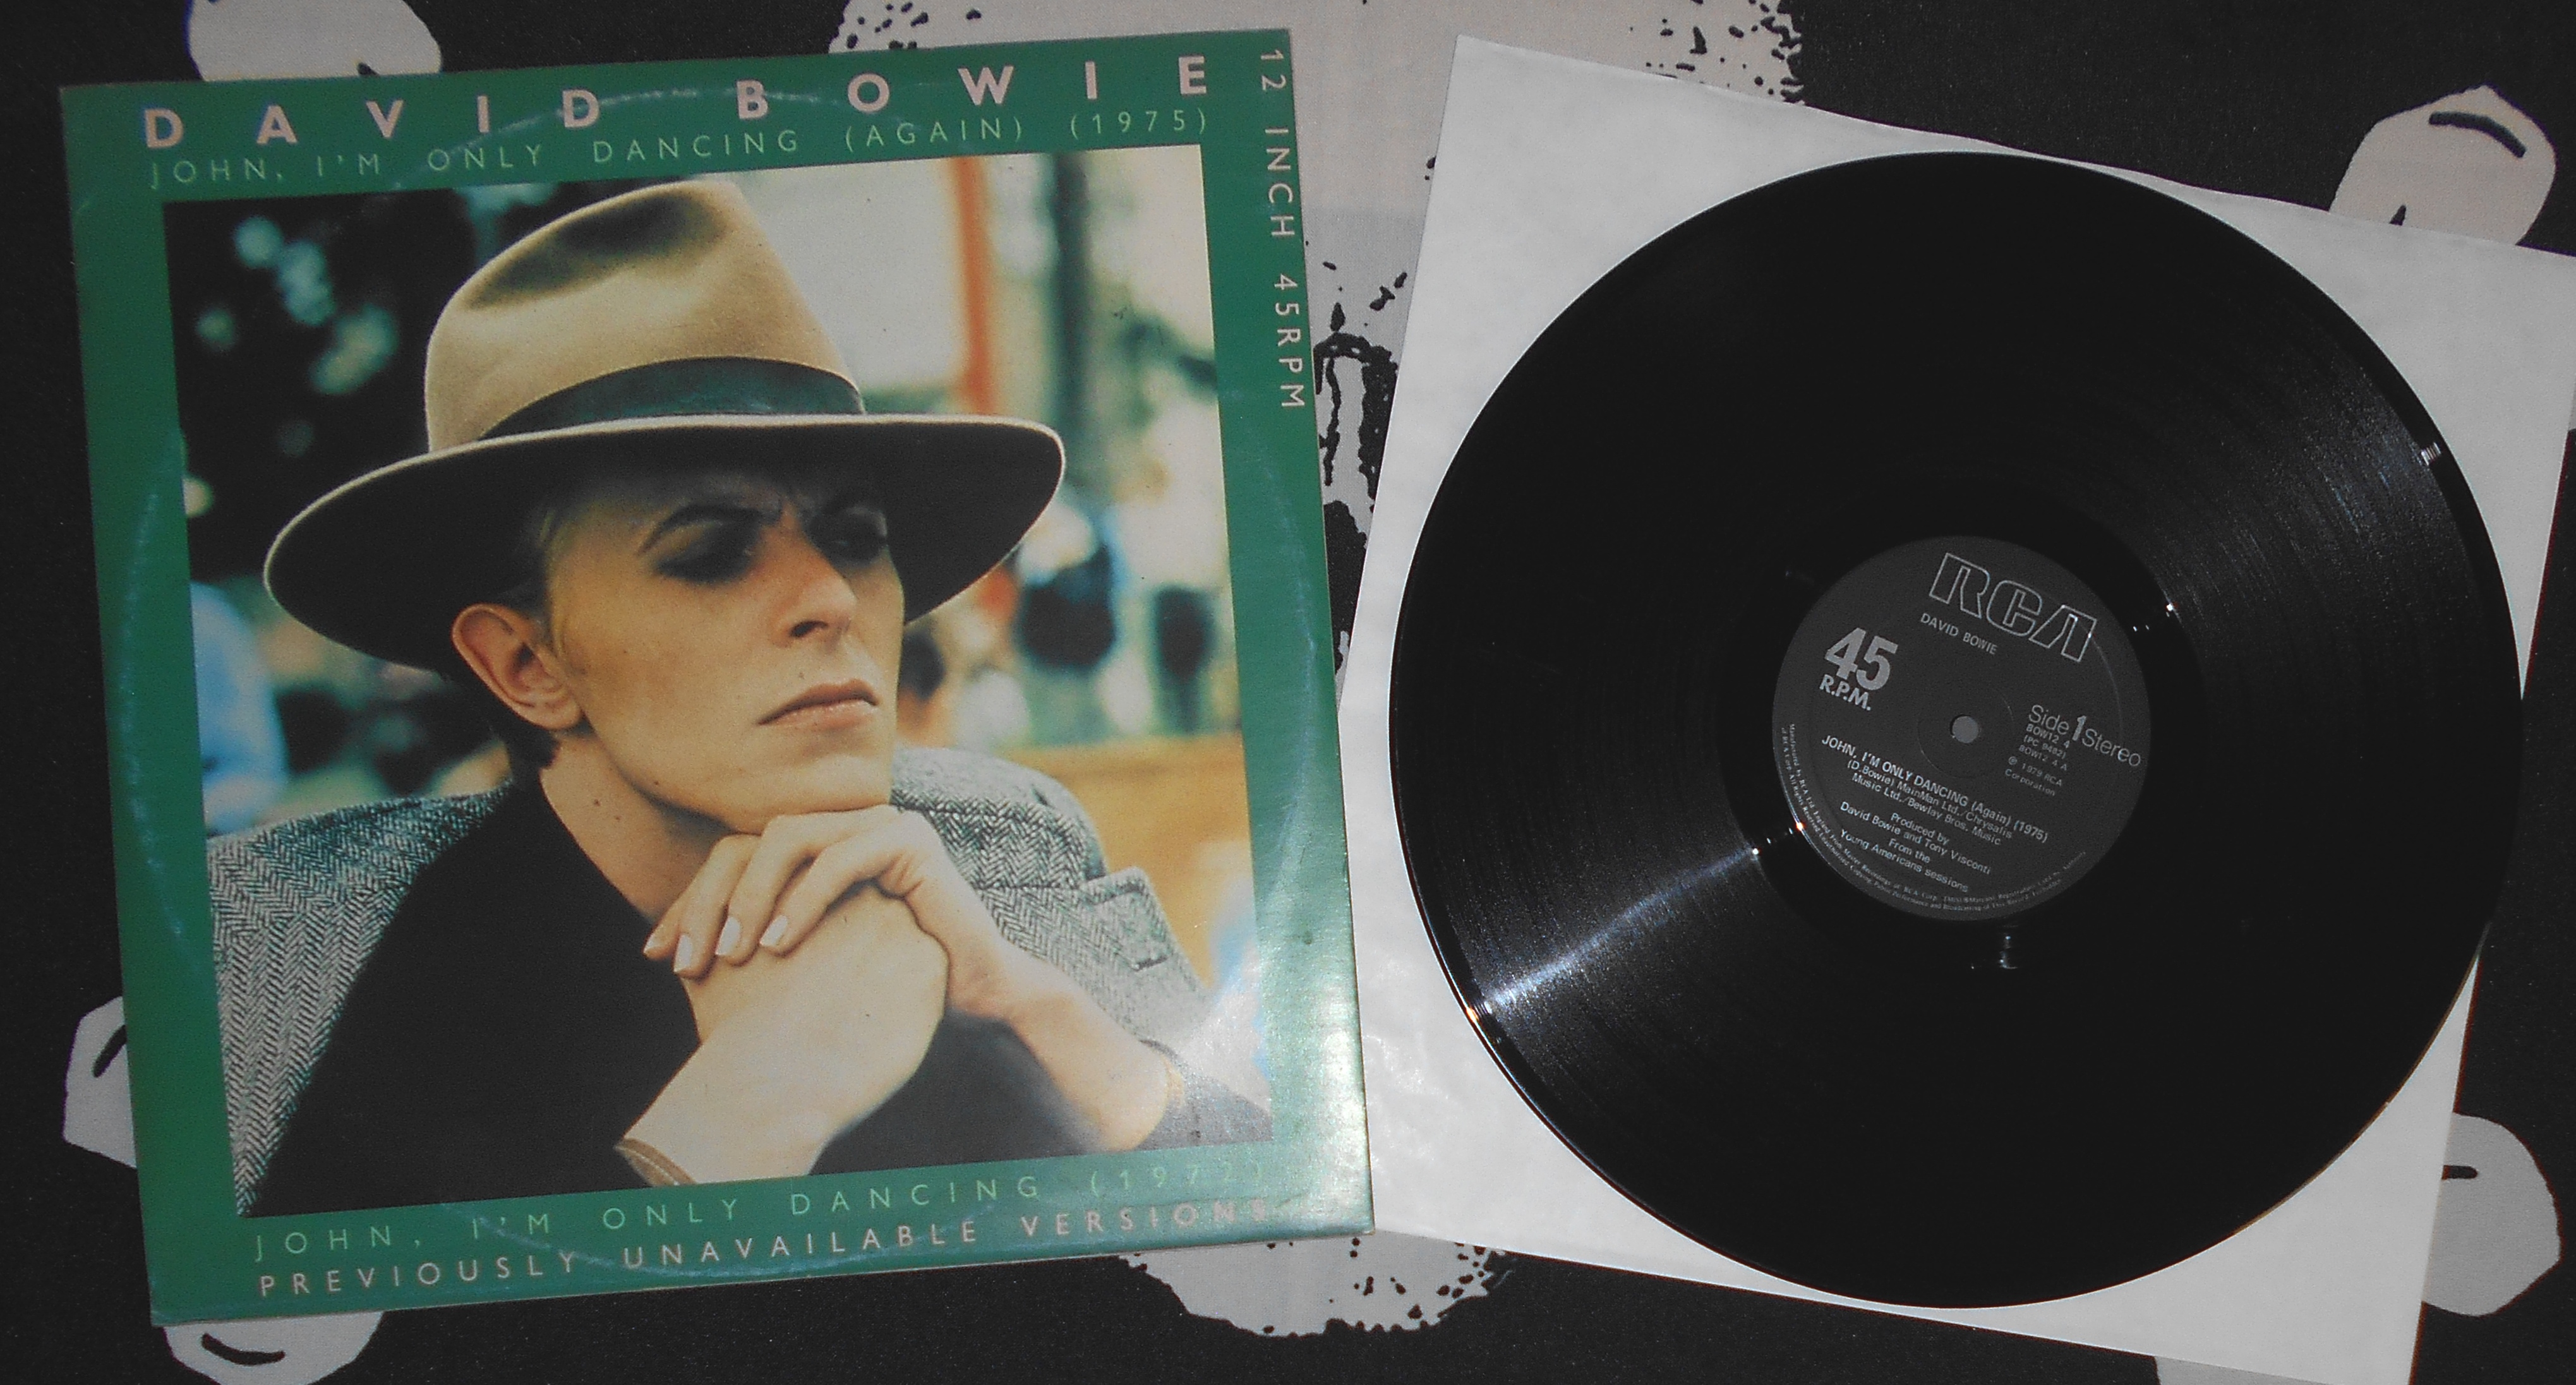 DAVID BOWIE
JOHN, I'M ONLY DANCING (AGAIN) (1975)
12 INCH 45RPM
JOHN, I'M ONLY DANCING (1972)
PREVIOUSLY UNAVAILABLE VERSIONS
RCA
DAVID BOWIE
45
R.P.M.
Side 1 Stereo
BOW12 4
(PC 9482)
BOW12 4 A
℗ 1979 RCA
Corporation
JOHN, I'M ONLY DANCING (Again) (1975)
(D.Bowie) MainMan Ltd./Chrysalis
Music Ltd./Bewlay Bros. Music
Produced by
David Bowie and Tony Visconti
From the
Young Americans sessions